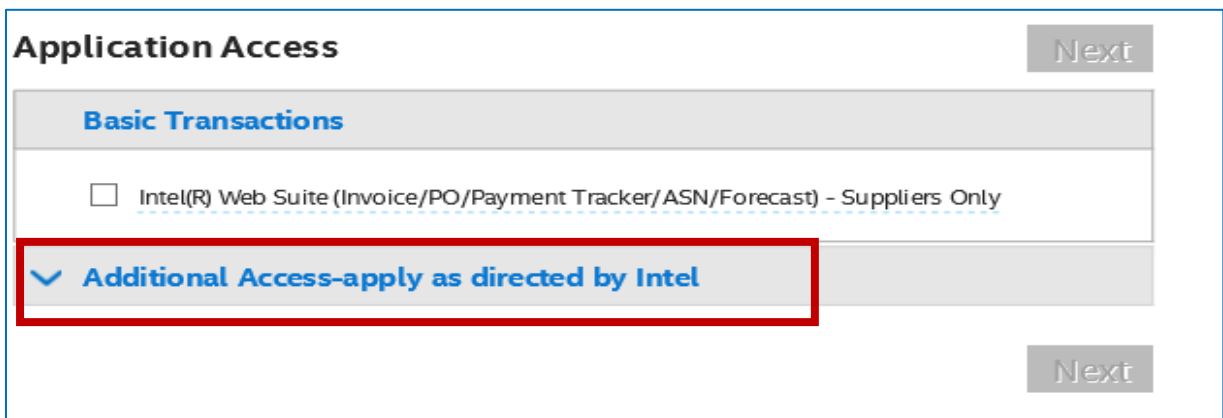 Application Access
Next
Basic Transactions
Intel(R) Web Suite (Invoice/PO/Payment Tracker/ASN/Forecast) – Suppliers Only
Additional Access-apply as directed by Intel
Next